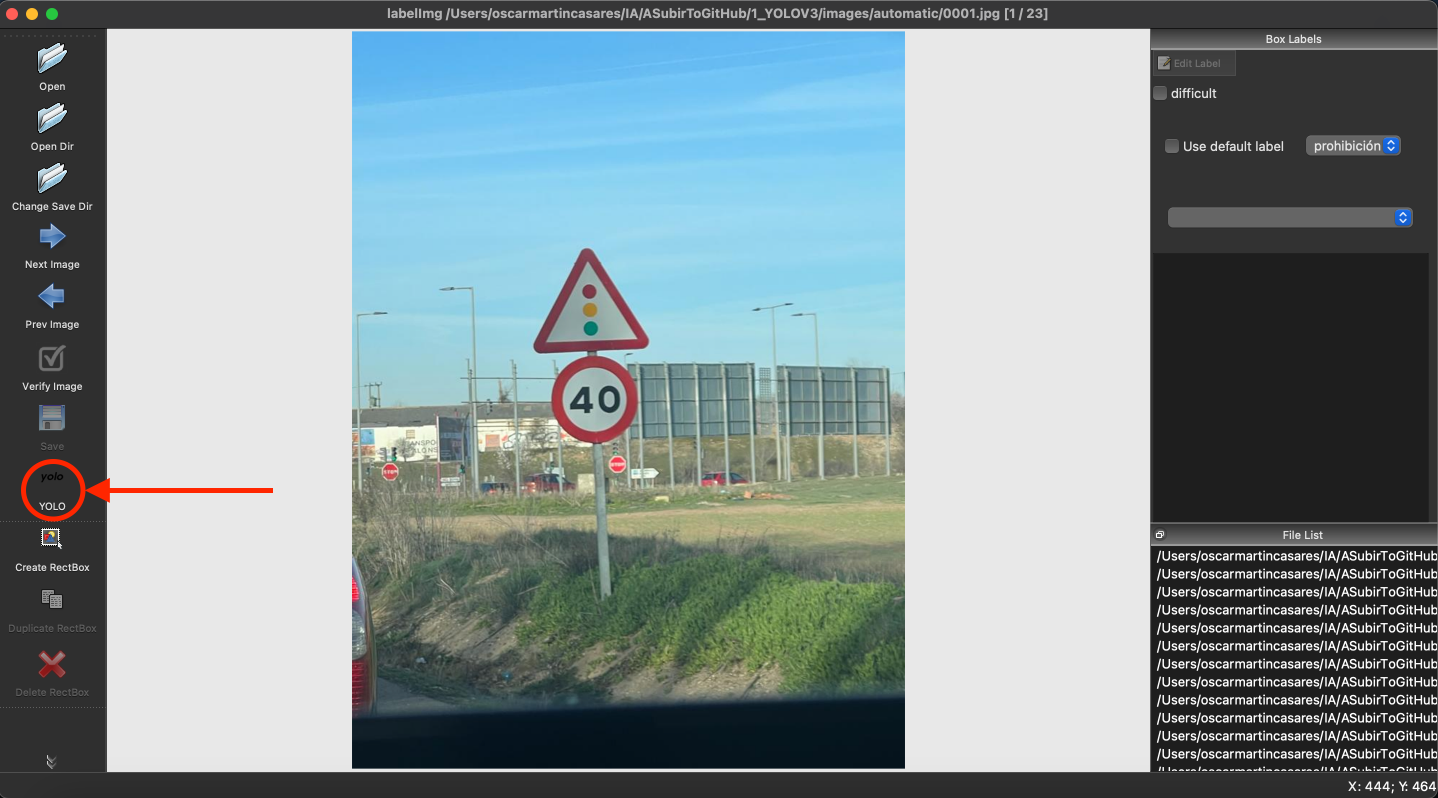 labelImg /Users/oscarmartincasares/IA/ASubirToGitHub/1_YOLOV3/images/automatic/0001.jpg [1 / 23]
Open
Open Dir
Change Save Dir
Next Image
Prev Image
Verify Image
Save
yolo
YOLO
Create RectBox
Duplicate RectBox
Delete RectBox
40
STOP
STOP
Box Labels
Edit Label
difficult
Use default label
prohibición
File List
/Users/oscarmartincasares/IA/ASubirToGitHub
/Users/oscarmartincasares/IA/ASubirToGitHub
/Users/oscarmartincasares/IA/ASubirToGitHub
/Users/oscarmartincasares/IA/ASubirToGitHub
/Users/oscarmartincasares/IA/ASubirToGitHub
/Users/oscarmartincasares/IA/ASubirToGitHub
/Users/oscarmartincasares/IA/ASubirToGitHub
/Users/oscarmartincasares/IA/ASubirToGitHub
/Users/oscarmartincasares/IA/ASubirToGitHub
/Users/oscarmartincasares/IA/ASubirToGitHub
/Users/oscarmartincasares/IA/ASubirToGitHub
/Users/oscarmartincasares/IA/ASubirToGitHub
X: 444; Y: 464